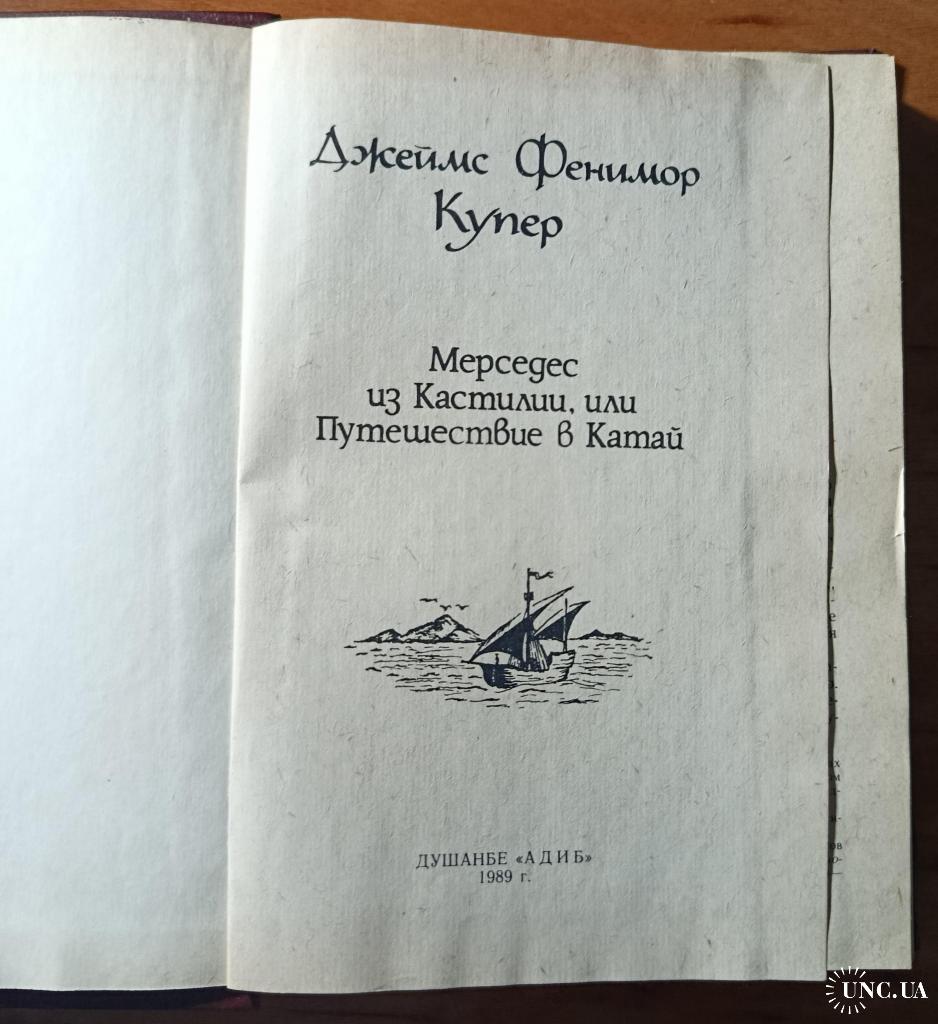 Джеймс Фенимор
Купер
Мерседес
из Кастилии, или
Путешествие в Катай
ДУШАНБЕ «АДИБ»
1989 г.
UNC.UA